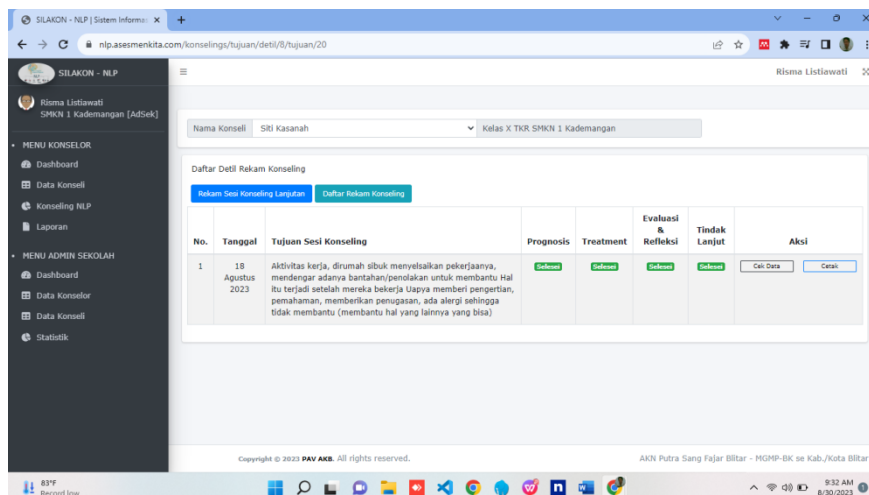 SILAKON - NLP | Sistem Informas
nlp.asesmenkita.com/konselings/tujuan/detil/8/tujuan/20
SILAKON - NLP
Risma Listiawati
Risma Listiawati
SMKN 1 Kademangan [AdSek]
MENU KONSELOR
Dashboard
Data Konseli
Konseling NLP
Laporan
MENU ADMIN SEKOLAH
Dashboard
Data Konselor
Data Konseli
Statistik
Nama Konseli Siti Kasanah Kelas X TKR SMKN 1 Kademangan
Daftar Detil Rekam Konseling
Rekam Sesi Konseling Lanjutan Daftar Rekam Konseling
No. Tanggal Tujuan Sesi Konseling Prognosis Treatment Evaluasi & Refleksi Tindak Lanjut Aksi
1 18 Agustus 2023
Aktivitas kerja, dirumah sibuk menyelsaikan pekerjaanya,
mendengar adanya bantahan/penolakan untuk membantu Hal
itu terjadi setelah mereka bekerja Uapya memberi pengertian,
pemahaman, memberikan penugasan, ada alergi sehingga
tidak membantu (membantu hal yang lainnya yang bisa)
Selesai Selesai Selesai Selesai Cek Data Cetak
Copyright © 2023 PAV AKB. All rights reserved.
AKN Putra Sang Fajar Blitar - MGMP-BK se Kab./Kota Blitar
83°F
Record low
9:32 AM
8/30/2023